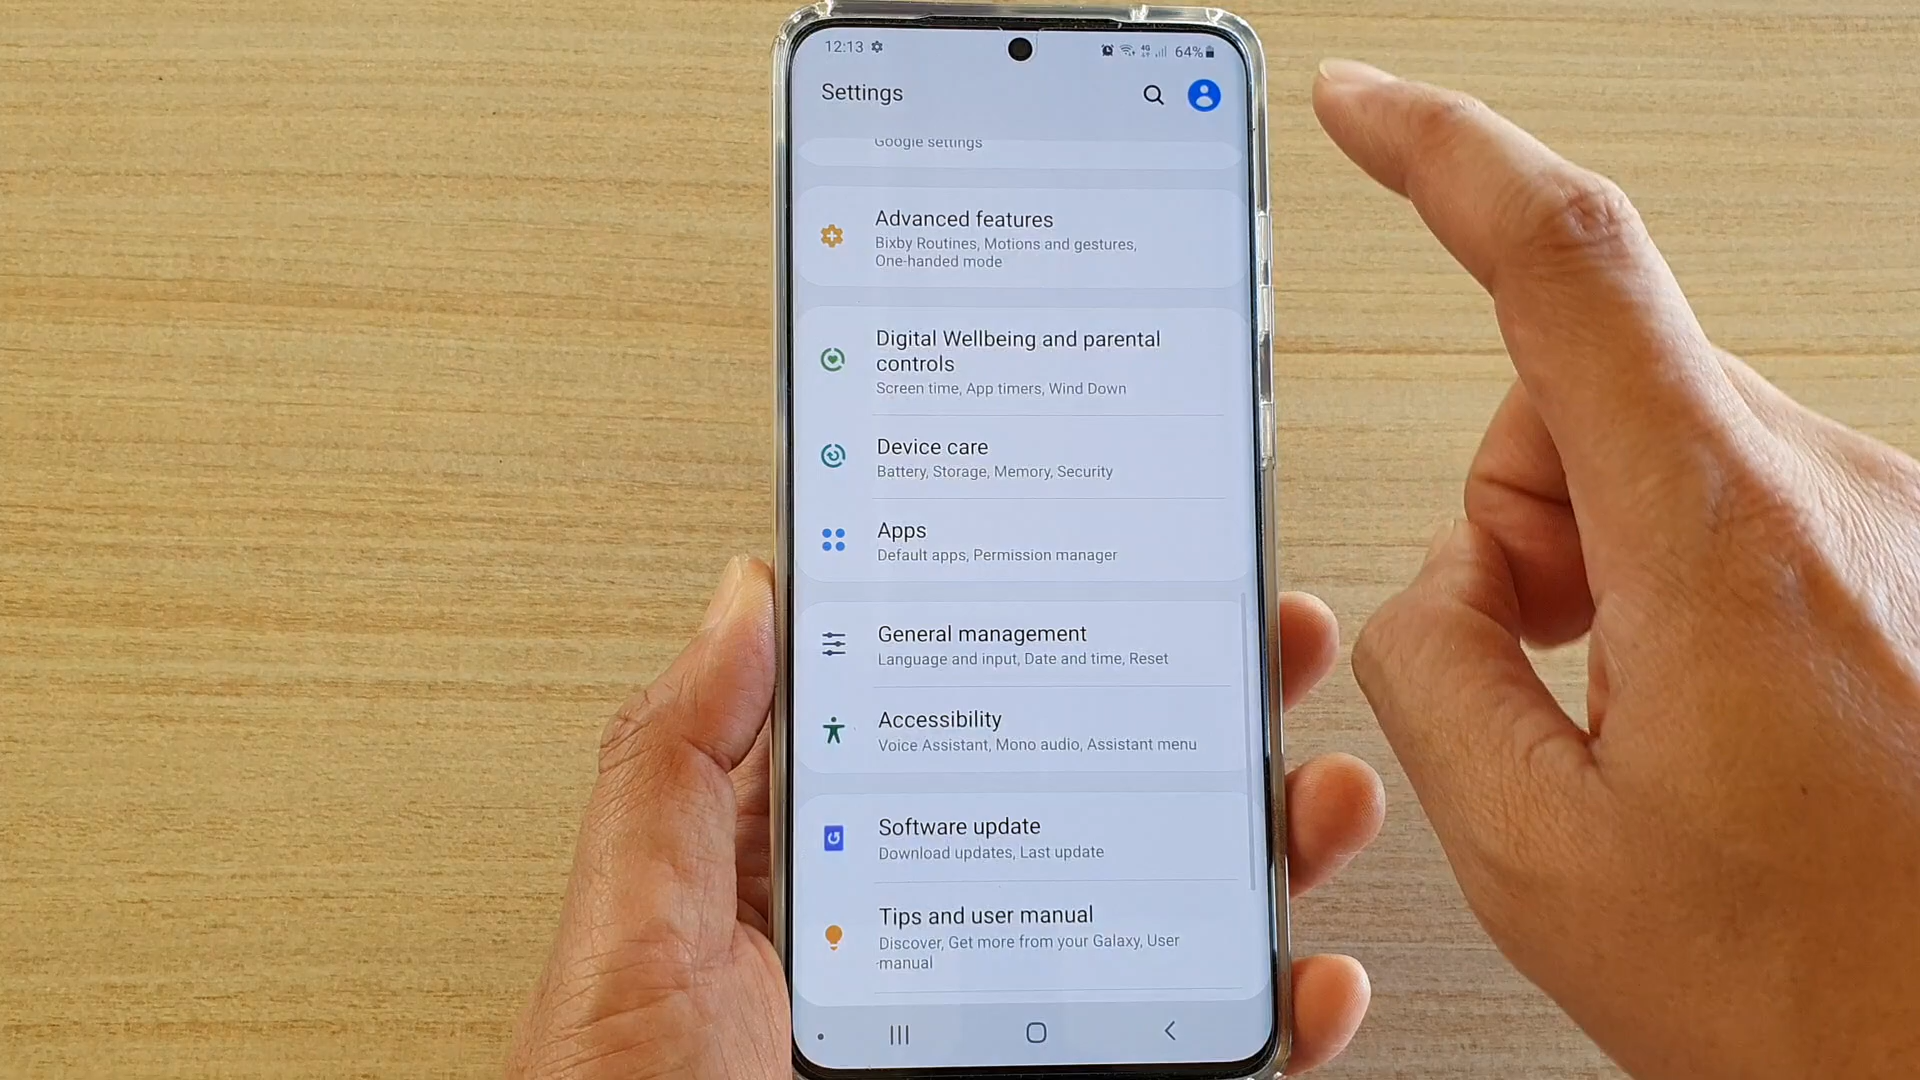 12:13
4G
64%
Settings
Google settings
Advanced features
Bixby Routines, Motions and gestures,
One-handed mode
Digital Wellbeing and parental
controls
Screen time, App timers, Wind Down
Device care
Battery, Storage, Memory, Security
Apps
Default apps, Permission manager
General management
Language and input, Date and time, Reset
Accessibility
Voice Assistant, Mono audio, Assistant menu
Software update
Download updates, Last update
Tips and user manual
Discover, Get more from your Galaxy, User
manual